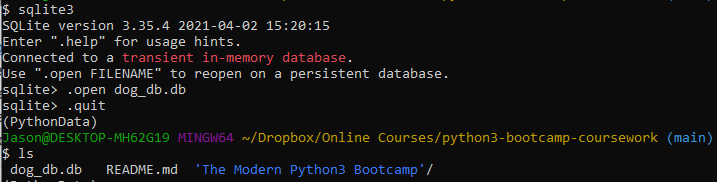 $ sqlite3
SQLite version 3.35.4 2021-04-02 15:20:15
Enter ".help" for usage hints.
Connected to a transient in-memory database.
Use ".open FILENAME" to reopen on a persistent database.
sqlite> .open dog_db.db
sqlite> .quit
(PythonData)
Jason@DESKTOP-MH62G19 MINGW64 ~/Dropbox/Online Courses/python3-bootcamp-coursework (main)
$ ls
dog_db.db   README.md  'The Modern Python3 Bootcamp'/
(PythonData)